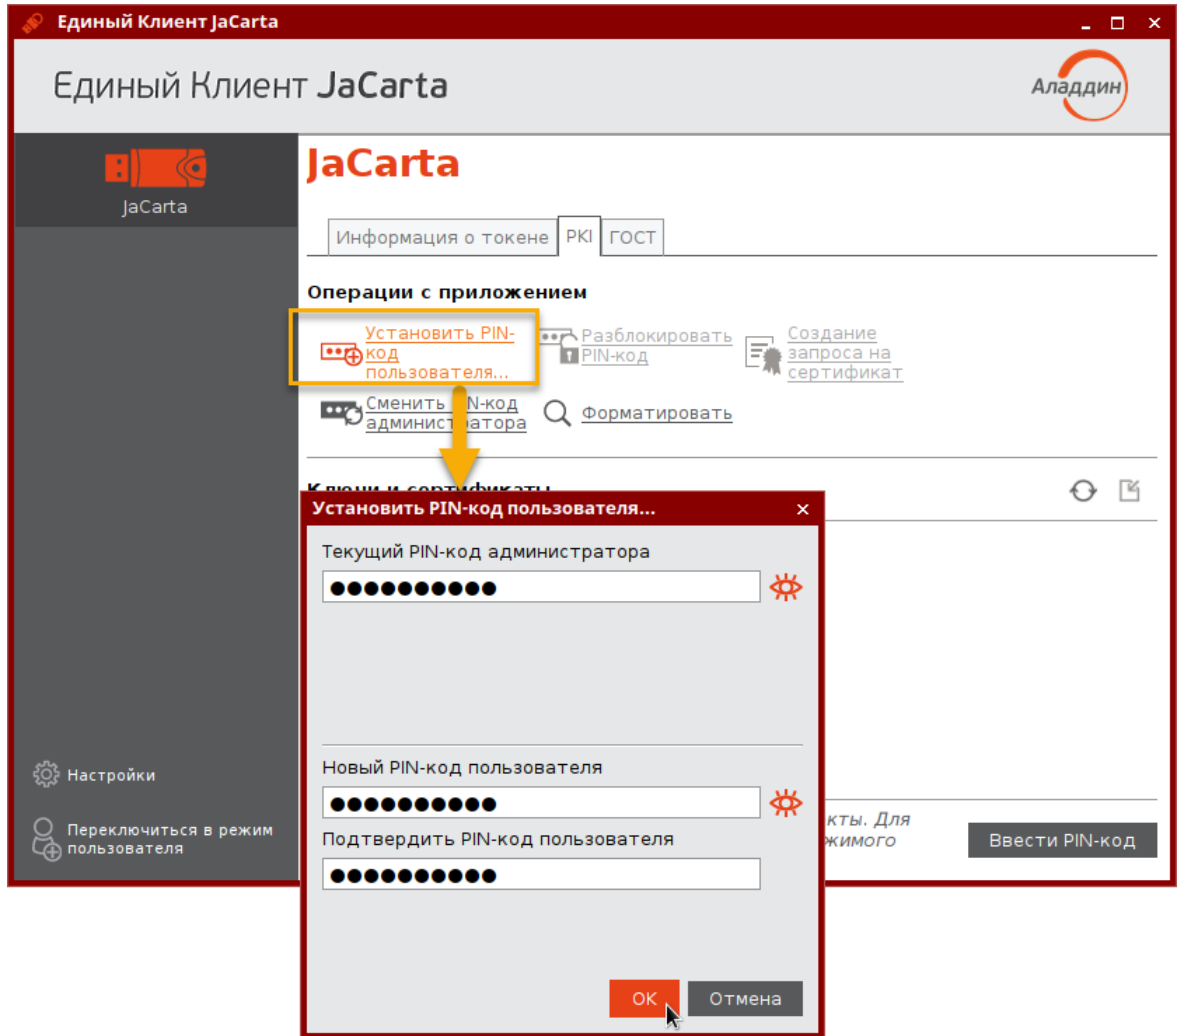 Единый Клиент JaCarta
Единый Клиент JaCarta
Аладдин
JaCarta
JaCarta
Информация о токене
PKI
ГОСТ
Операции с приложением
Установить PIN-
код
пользователя...
Разблокировать
PIN-код
Создание
запроса на
сертификат
Сменить
N-код
админист
атора
Форматировать
Ключи и сертификаты
Установить PIN-код пользователя...
Текущий PIN-код администратора
Новый PIN-код пользователя
Подтвердить PIN-код пользователя
OK
Отмена
Настройки
Переключиться в режим
пользователя
кты. Для
жимого
Ввести PIN-код